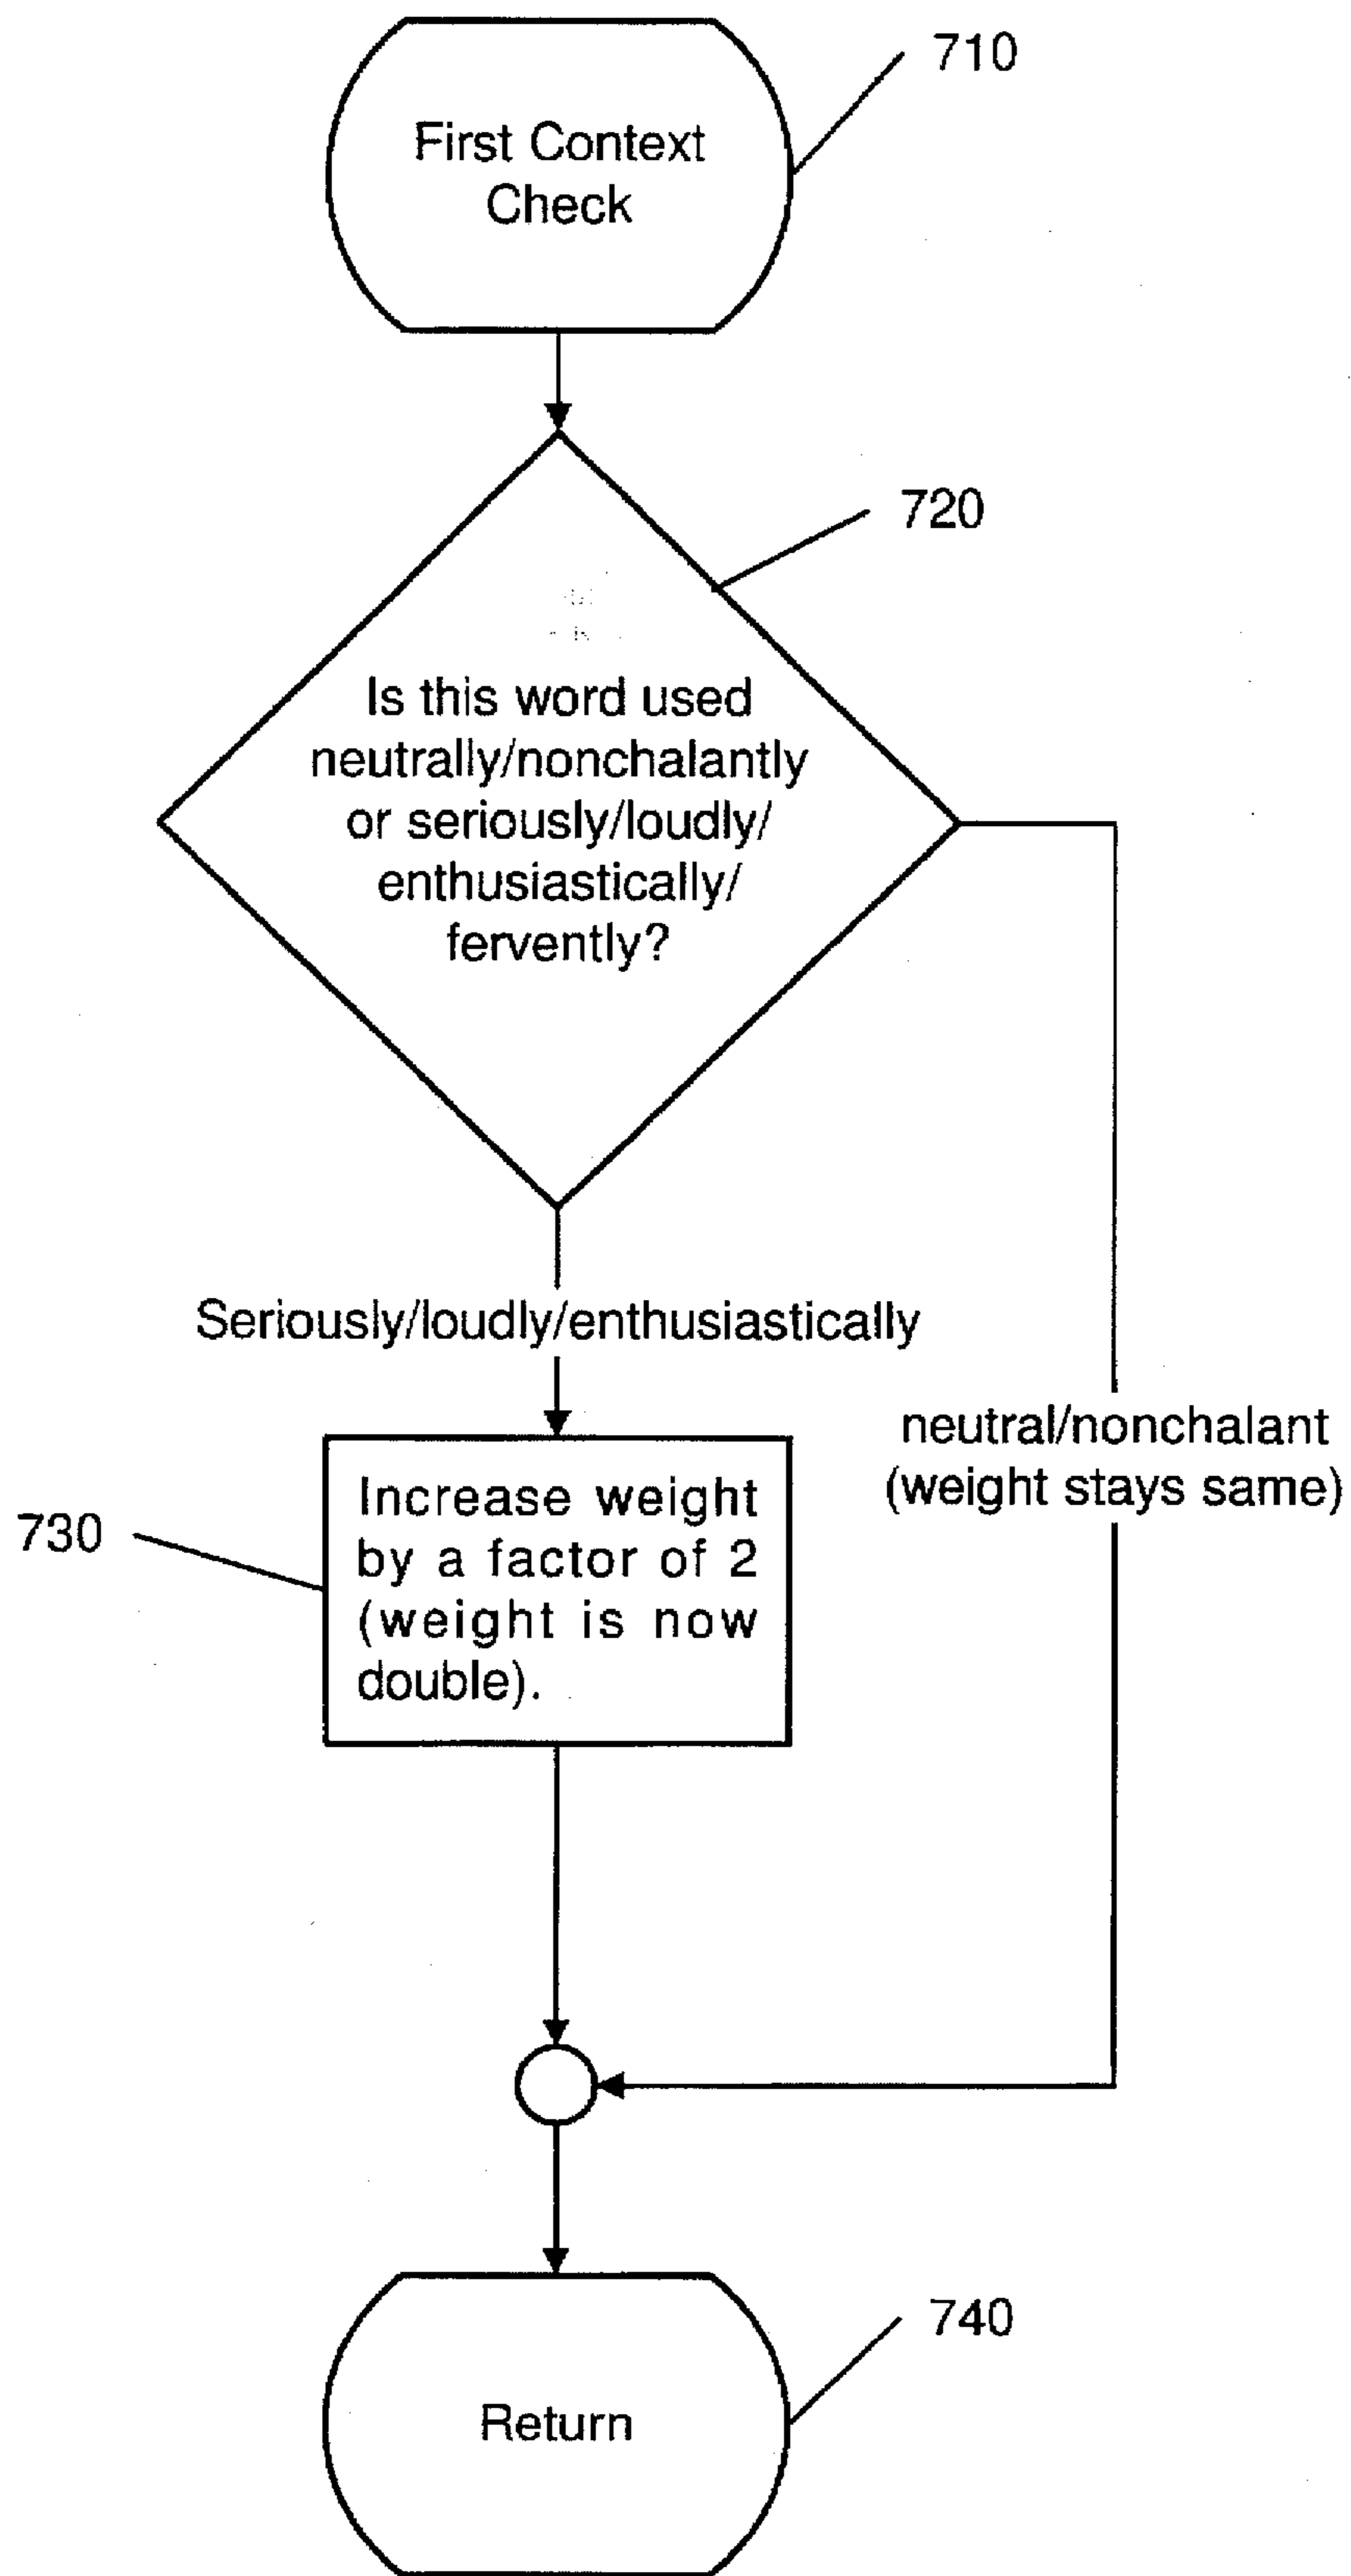 First Context
Check
710
720
Is this word used
neutrally/nonchalantly
or seriously/loudly/
enthusiastically/
fervently?
Seriously/loudly/enthusiastically
neutral/nonchalant
(weight stays same)
730
Increase weight
by a factor of 2
(weight is now
double).
740
Return